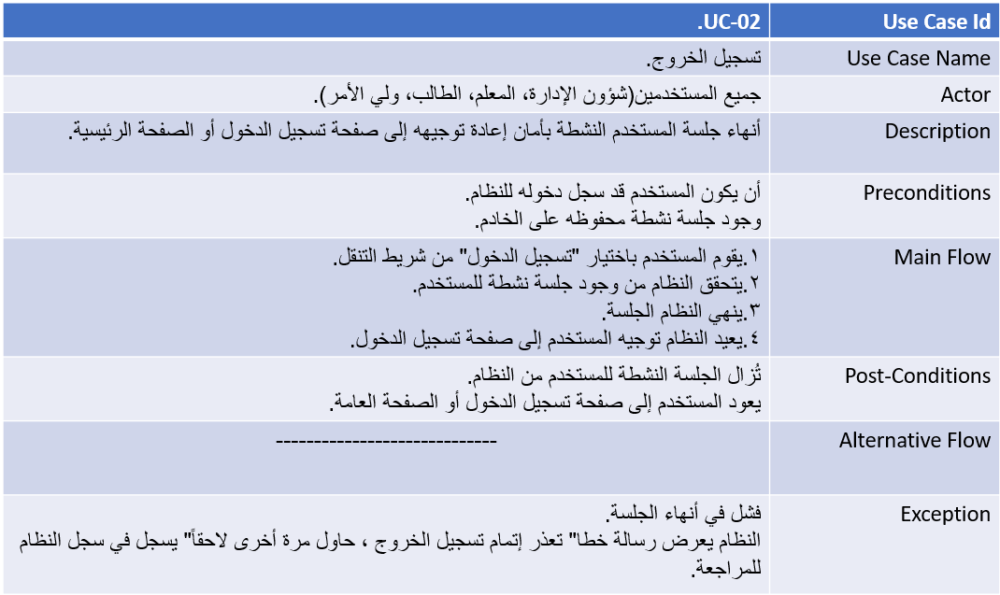 Use Case Id
UC-02.
Use Case Name
تسجيل الخروج.
Actor
جميع المستخدمين(شؤون الإدارة، المعلم، الطالب، ولي الأمر).
Description
أنهاء جلسة المستخدم النشطة بأمان إعادة توجيهه إلى صفحة تسجيل الدخول أو الصفحة الرئيسية.
Preconditions
أن يكون المستخدم قد سجل دخوله للنظام.
وجود جلسة نشطة محفوظه على الخادم.
Main Flow
١.يقوم المستخدم باختيار "تسجيل الدخول" من شريط التنقل.
٢.يتحقق النظام من وجود جلسة نشطة للمستخدم.
٣.ينهي النظام الجلسة.
٤.يعيد النظام توجيه المستخدم إلى صفحة تسجيل الدخول.
Post-Conditions
تُزال الجلسة النشطة للمستخدم من النظام.
يعود المستخدم إلى صفحة تسجيل الدخول أو الصفحة العامة.
Alternative Flow
-----------------------------
Exception
فشل في أنهاء الجلسة.
النظام يعرض رسالة خطا" تعذر إتمام تسجيل الخروج ، حاول مرة أخرى لاحقاً" يسجل في سجل النظام
للمراجعة.